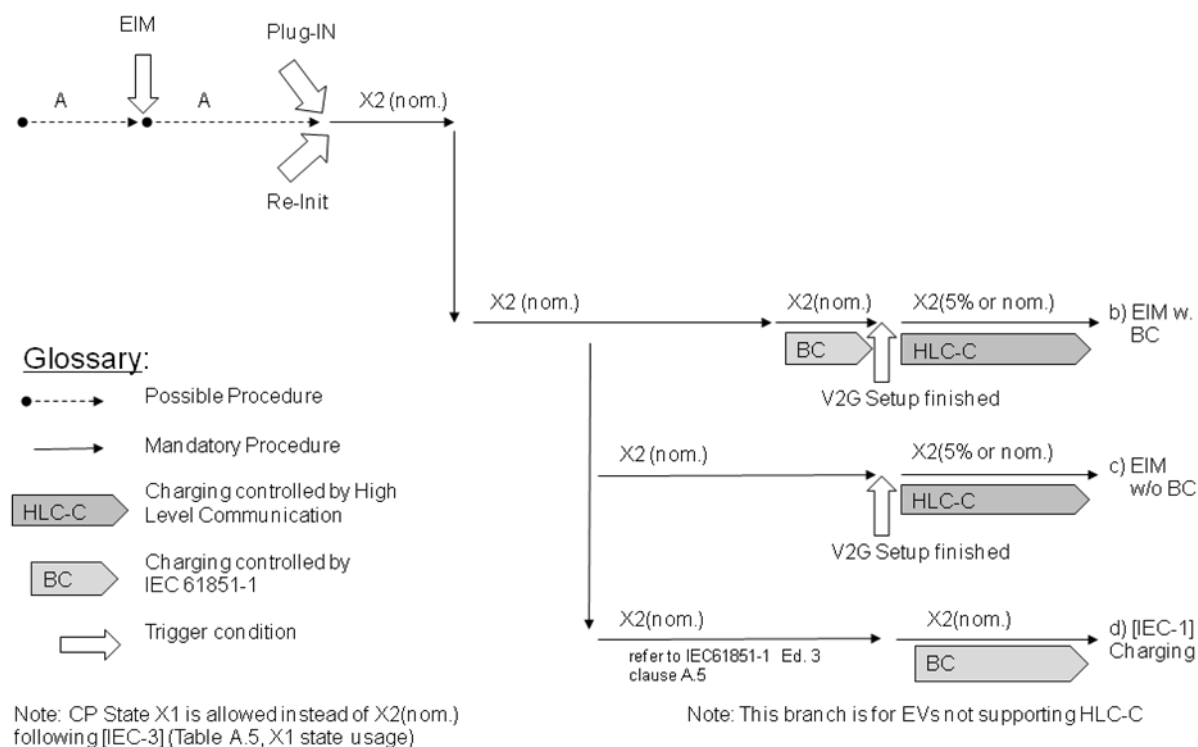 EIM
Plug-IN
A
A
X2 (nom.)
Re-Init
X2 (nom.)
X2(nom.)
X2(5% or nom.)
b) EIM w.
BC
BC
HLC-C
V2G Setup finished
Glossary:
Possible Procedure
Mandatory Procedure
HLC-C
Charging controlled by High
Level Communication
BC
Charging controlled by
IEC 61851-1
Trigger condition
X2 (nom.)
X2(5% or nom.)
c) EIM
w/o BC
HLC-C
V2G Setup finished
X2(nom.)
X2(nom.)
d) [IEC-1]
Charging
refer to IEC61851-1 Ed. 3
clause A.5
BC
Note: CP State X1 is allowed instead of X2(nom.)
following [IEC-3] (Table A.5, X1 state usage)
Note: This branch is for EVs not supporting HLC-C